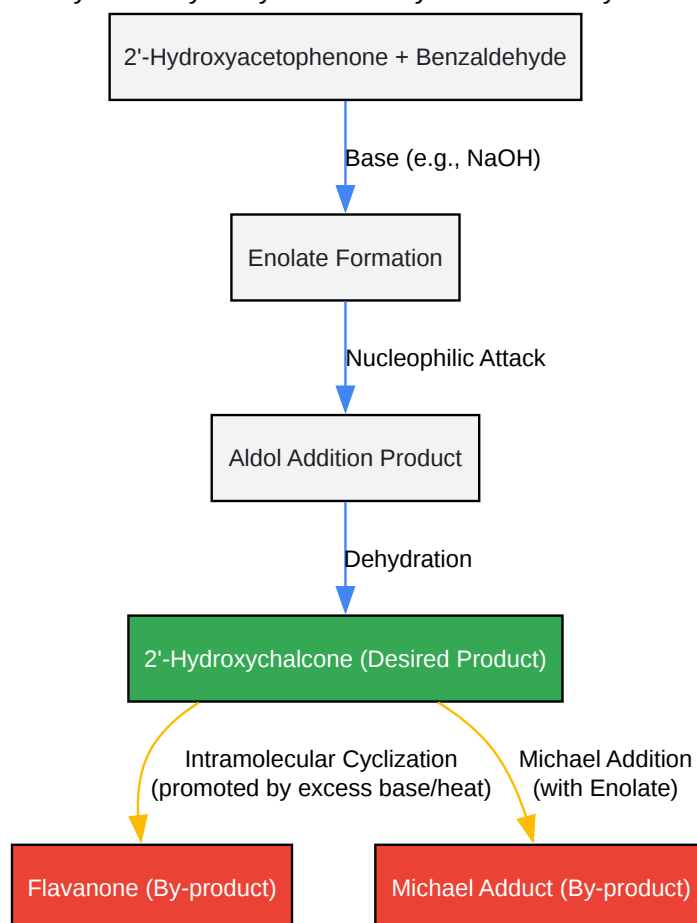 2'-Hydroxyacetophenone + Benzaldehyde
Base (e.g., NaOH)
Enolate Formation
Nucleophilic Attack
Aldol Addition Product
Dehydration
2'-Hydroxychalcone (Desired Product)
Intramolecular Cyclization
(promoted by excess base/heat)
Michael Addition
(with Enolate)
Flavanone (By-product)
Michael Adduct (By-product)